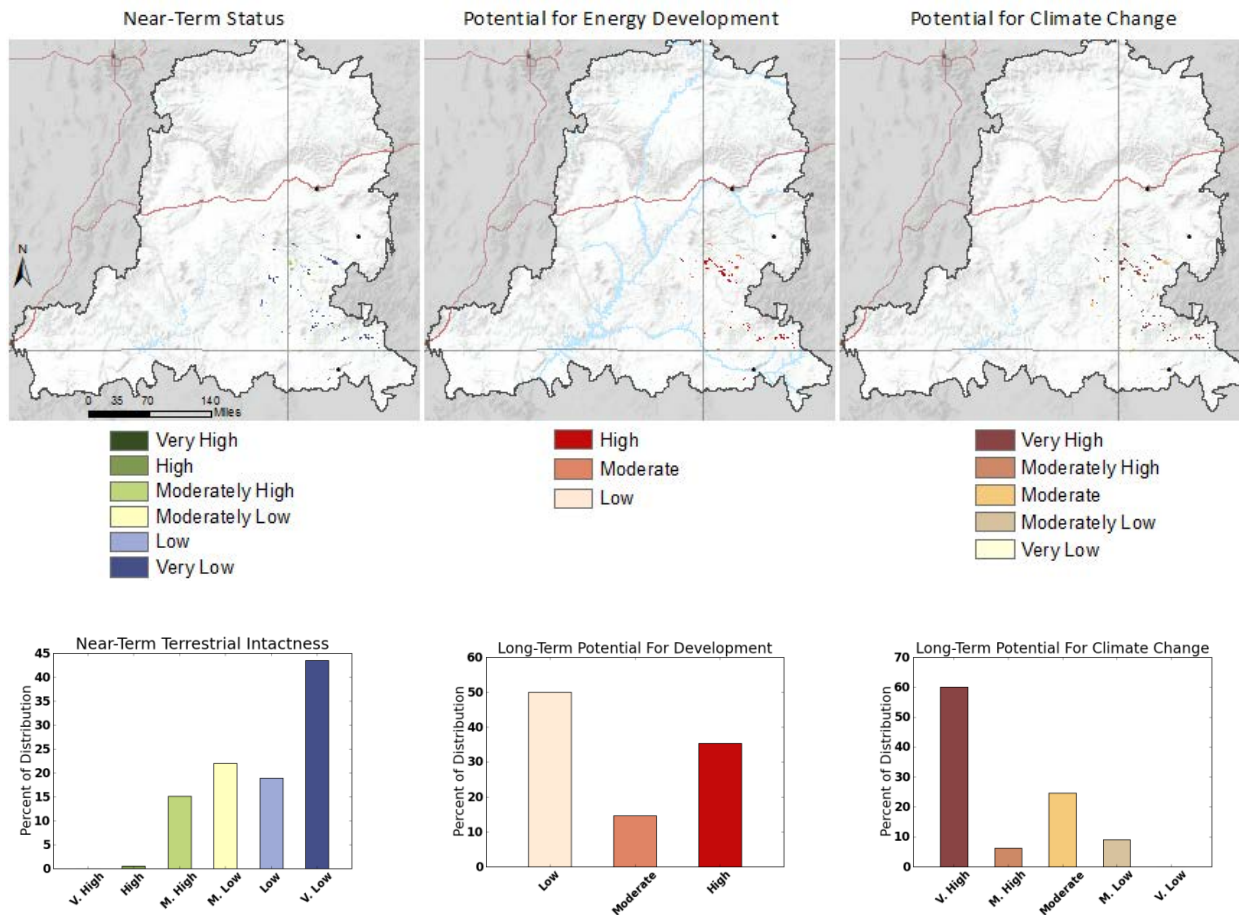 Near-Term Status
Potential for Energy Development
Potential for Climate Change
N
0 35 70 140
Miles
Very High
High
Moderately High
Moderately Low
Low
Very Low
High
Moderate
Low
Very High
Moderately High
Moderate
Moderately Low
Very Low
Near-Term Terrestrial Intactness
45
40
35
30
25
20
15
10
5
0
Percent of Distribution
V. High
High
M. High
M. Low
Low
V. Low
Long-Term Potential For Development
60
50
40
30
20
10
0
Percent of Distribution
Low
Moderate
High
Long-Term Potential For Climate Change
70
60
50
40
30
20
10
0
Percent of Distribution
V. High
M. High
Moderate
M. Low
V. Low